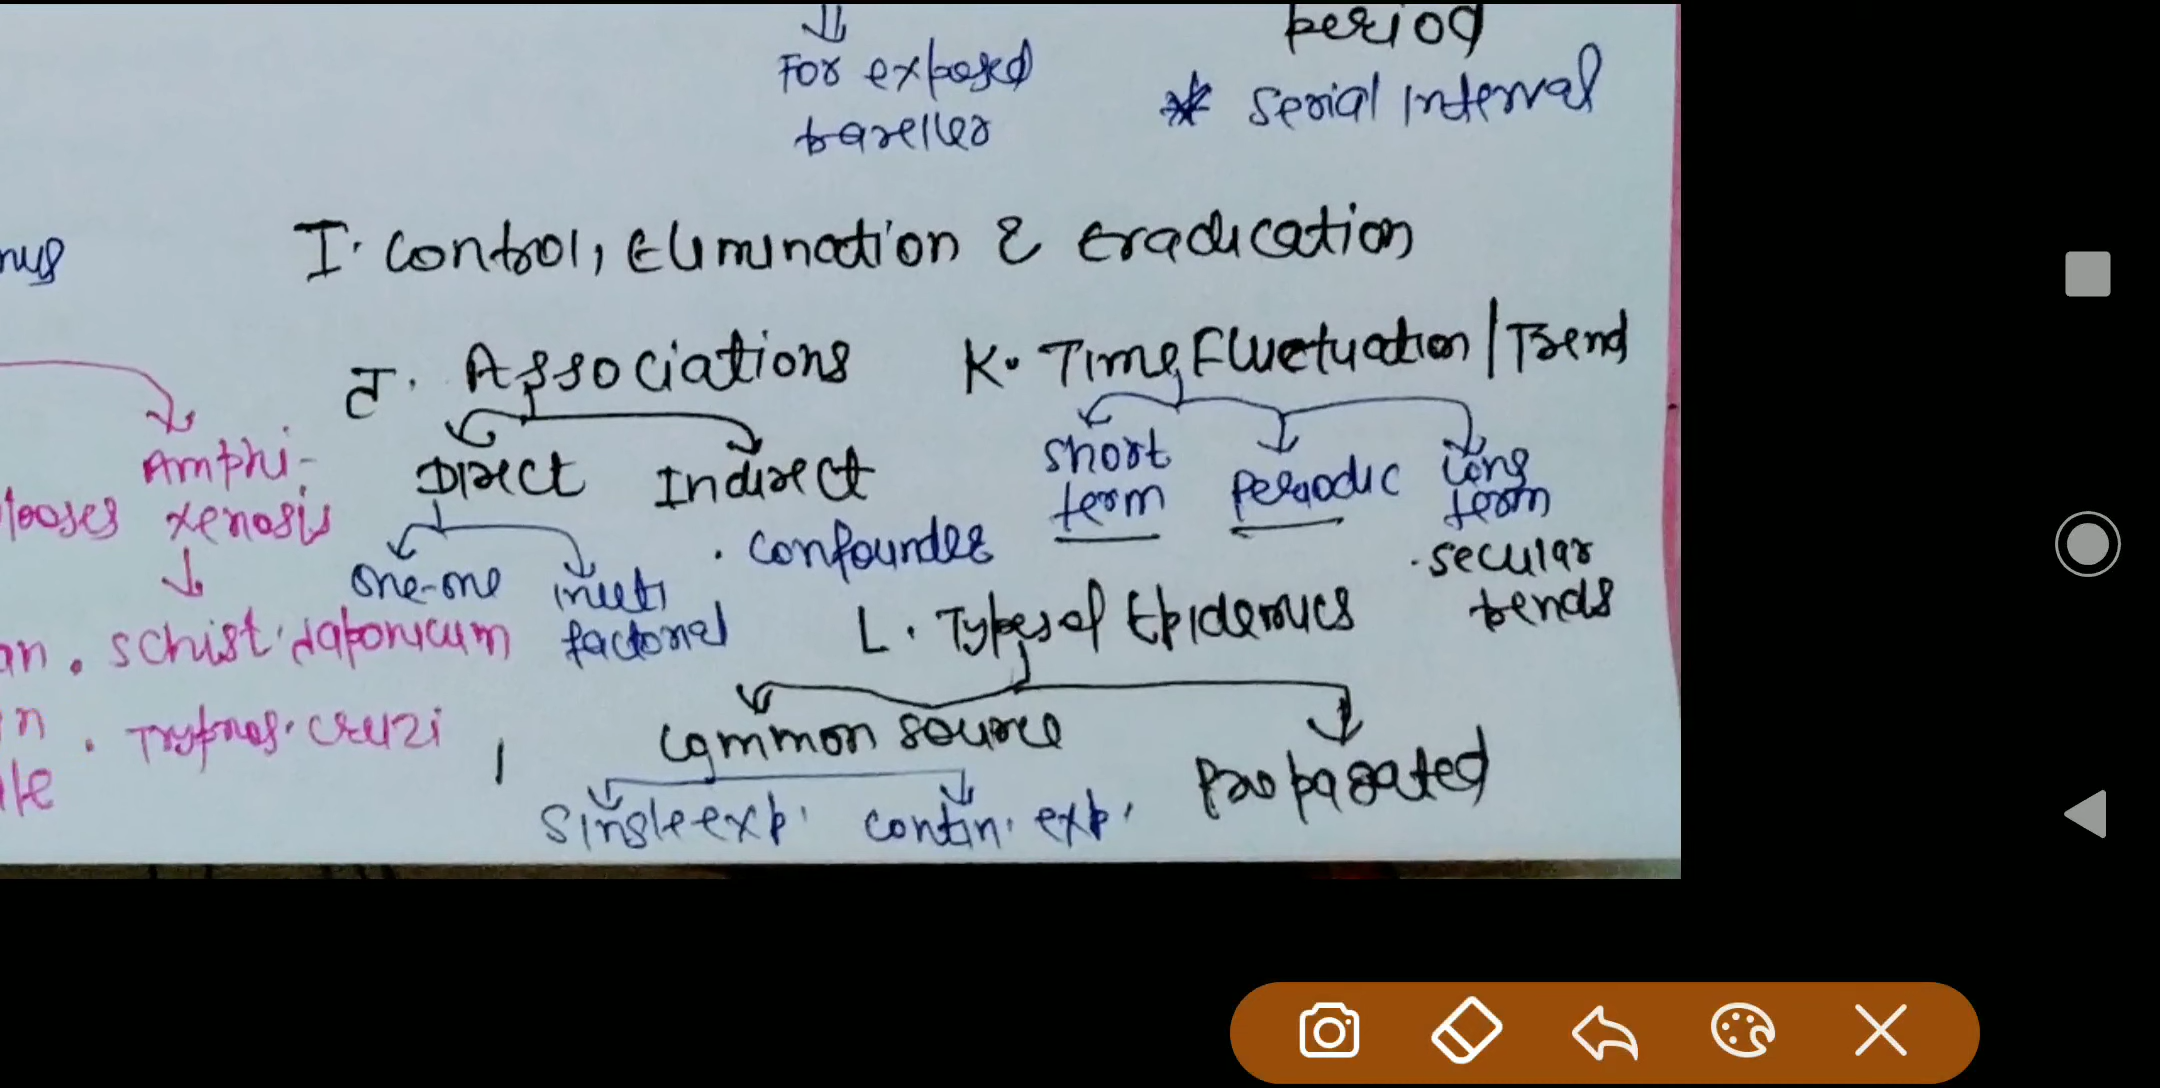 period
For exposed
traveller
* Serial Interval
I. Control, Elimination & Eradication
J. Associations
K. Time Fluctuation / Trend
Direct
Indirect
short
term
Periodic
long
term
Amphi-
xenosis
one-one
multi
factorial
. Confounder
. secular
trends
L. Types of Epidemics
. Schist. Japonicum
. Trypnos. cruzi
Common source
Propagated
Single exp.
contin. exp.